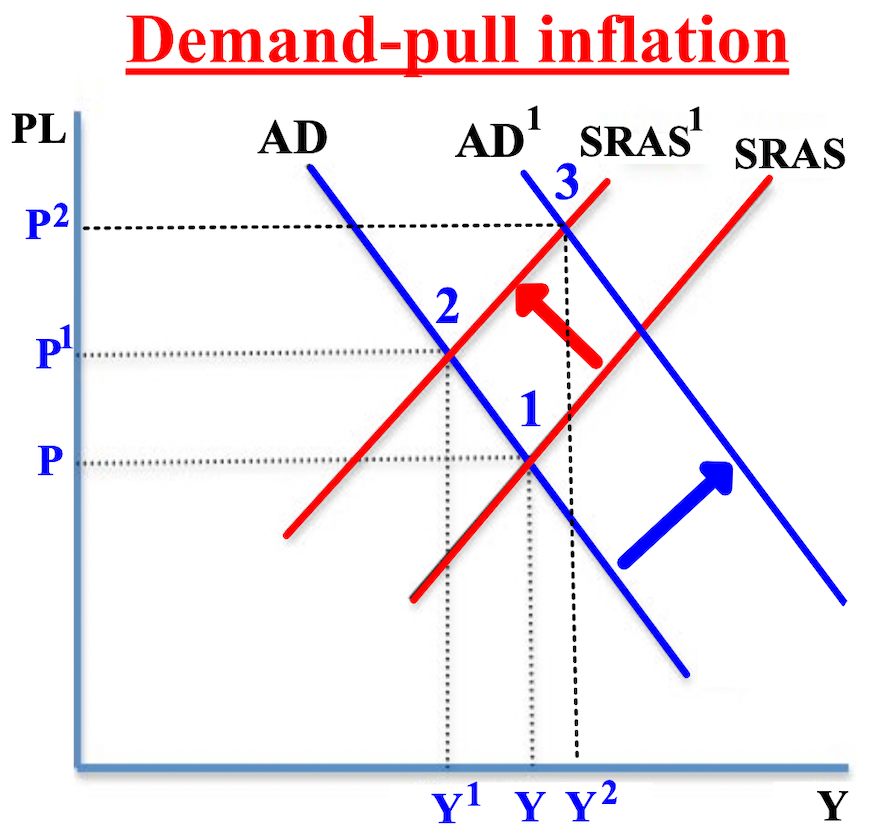 Demand-pull inflation
PL
AD
AD¹
SRAS¹
SRAS
3
P²
2
P¹
1
P
Y¹
Y
Y²
Y